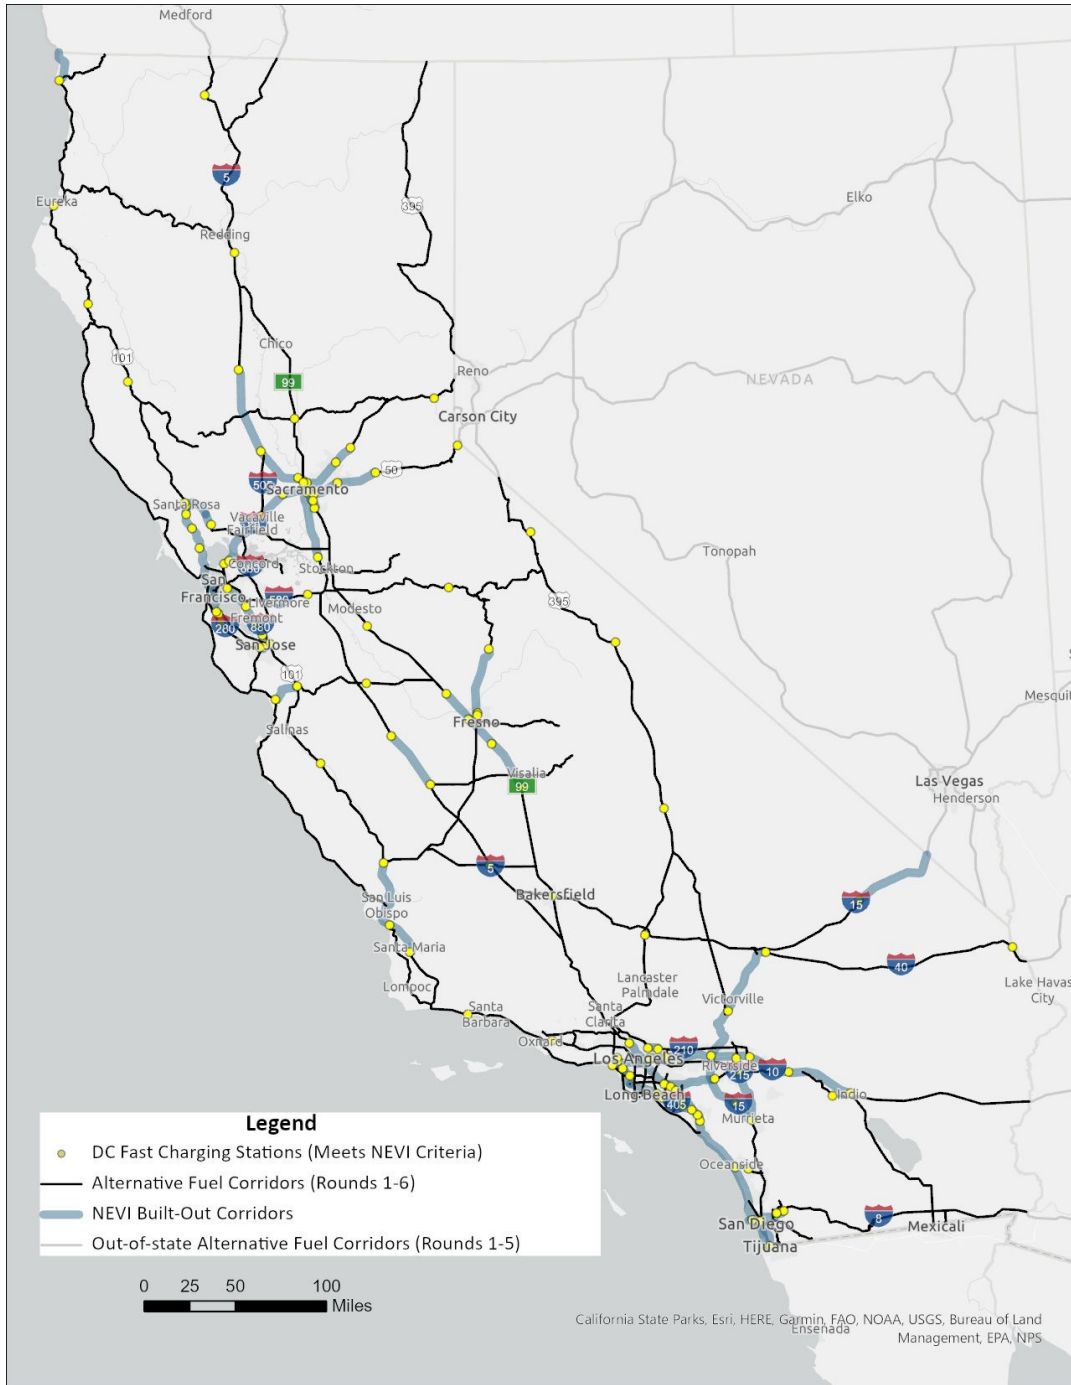 Medford
5
Eureka
395
Elko
Redding
101
Chico
Reno
99
NEVADA
Carson City
50
505
Sacramento
Santa Rosa
Vacaville
Fairfield
Tonopah
Concord
Stockton
San
Francisco
580
Livermore
395
Modesto
Fremont
280
880
San Jose
101
Mesquit
Salinas
Fresno
Visalia
99
Las Vegas
Henderson
5
Bakersfield
15
San Luis
Obispo
Santa Maria
40
Lancaster
Palmdale
Lake Havas
City
Lompoc
Victorville
Santa
Barbara
Santa
Clarita
Oxnard
210
Los Angeles
Riverside
215
10
Long Beach
Indio
405
15
Murrieta
Oceanside
San Diego
8
Mexicali
Tijuana
Ensenada
Legend
DC Fast Charging Stations (Meets NEVI Criteria)
Alternative Fuel Corridors (Rounds 1-6)
NEVI Built-Out Corridors
Out-of-state Alternative Fuel Corridors (Rounds 1-5)
0 25 50 100
Miles
California State Parks, Esri, HERE, Garmin, FAO, NOAA, USGS, Bureau of Land
Management, EPA, NPS